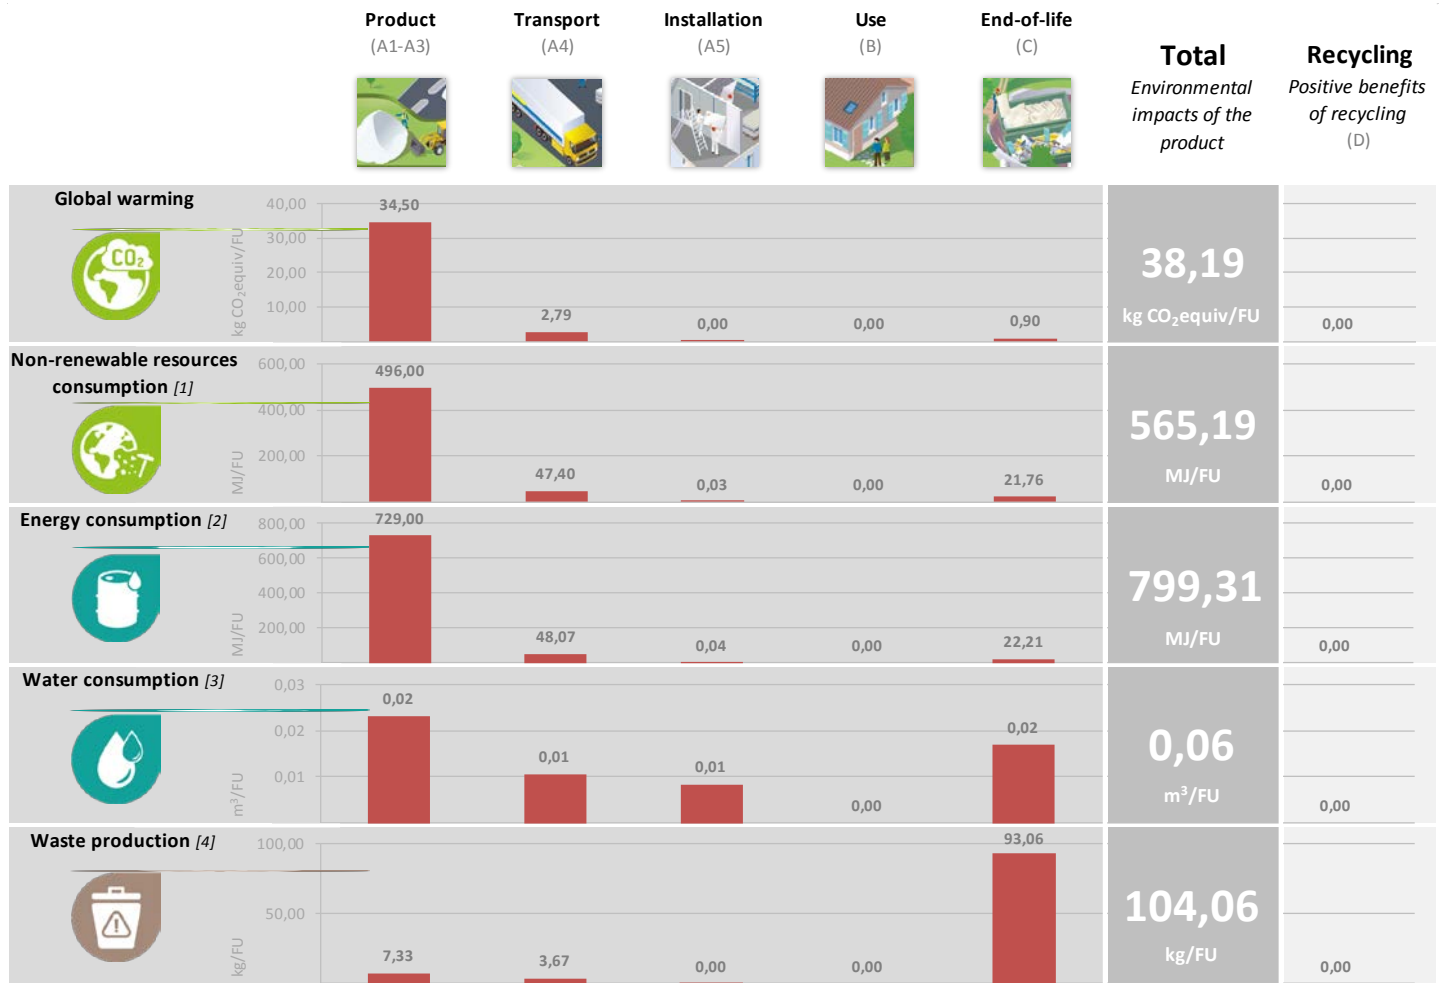 Product
(A1-A3)
Transport
(A4)
Installation
(A5)
Use
(B)
End-of-life
(C)
Total
Environmental
impacts of the
product
Recycling
Positive benefits
of recycling
(D)
Global warming
CO2
kg CO2equiv/FU
40,00
30,00
20,00
10,00
34,50
2,79
0,00
0,00
0,90
38,19
kg CO2equiv/FU
0,00
Non-renewable resources
consumption [1]
MJ/FU
600,00
400,00
200,00
496,00
47,40
0,03
0,00
21,76
565,19
MJ/FU
0,00
Energy consumption [2]
MJ/FU
800,00
600,00
400,00
200,00
729,00
48,07
0,04
0,00
22,21
799,31
MJ/FU
0,00
Water consumption [3]
m³/FU
0,03
0,02
0,01
0,02
0,01
0,01
0,00
0,02
0,06
m³/FU
0,00
Waste production [4]
kg/FU
100,00
50,00
7,33
3,67
0,00
0,00
93,06
104,06
kg/FU
0,00